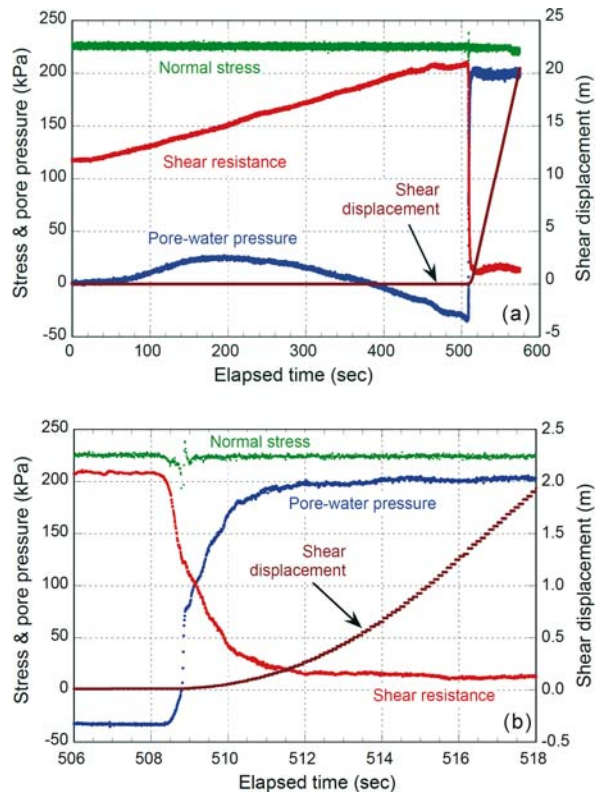 250
200
150
100
50
0
-50
Stress & pore pressure (kPa)
25
20
15
10
5
0
-5
Shear displacement (m)
Normal stress
Shear resistance
Shear
displacement
Pore-water pressure
(a)
0 100 200 300 400 500 600
Elapsed time (sec)
250
200
150
100
50
0
-50
Stress & pore pressure (kPa)
2.5
2.0
1.5
1.0
0.5
0.0
-0.5
Shear displacement (m)
Normal stress
Pore-water pressure
Shear
displacement
Shear resistance
(b)
506 508 510 512 514 516 518
Elapsed time (sec)